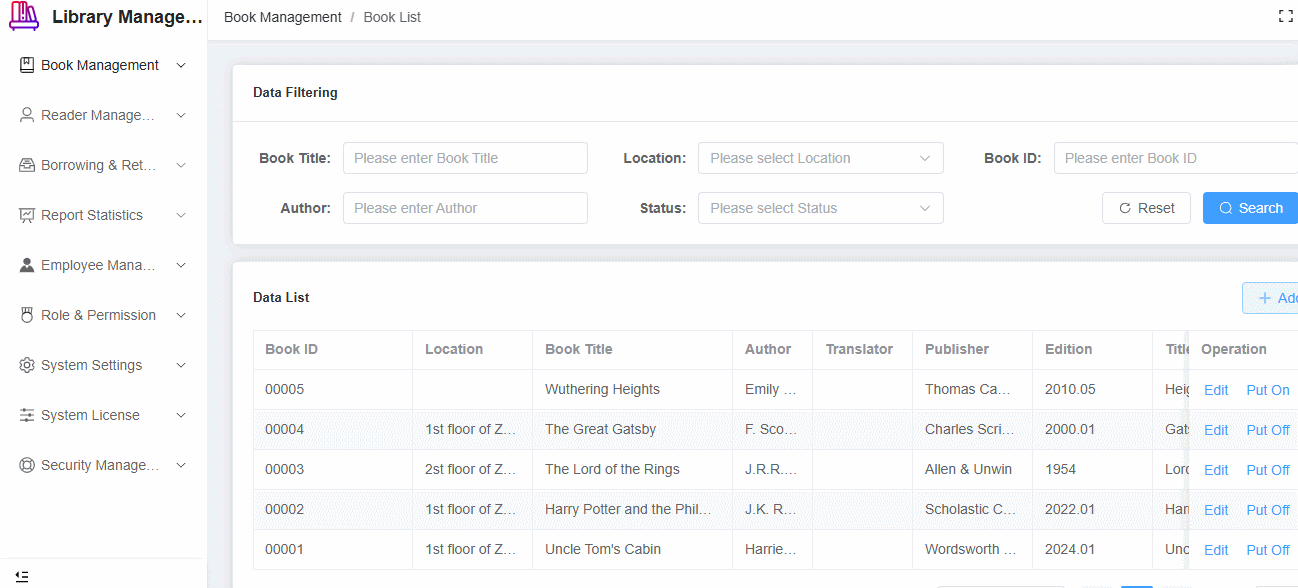 Library Manage...
Book Management / Book List
Book Management
Reader Manage...
Borrowing & Ret...
Report Statistics
Employee Mana...
Role & Permission
System Settings
System License
Security Manage...
Data Filtering
Book Title: Please enter Book Title Location: Please select Location Book ID: Please enter Book ID
Author: Please enter Author Status: Please select Status Reset Search
Data List
Book ID Location Book Title Author Translator Publisher Edition Title Operation
00005 Wuthering Heights Emily ... Thomas Ca... 2010.05 Edit Put On
00004 1st floor of Z... The Great Gatsby F. Sco... Charles Scri... 2000.01 Edit Put Off
00003 2st floor of Z... The Lord of the Rings J.R.R.... Allen & Unwin 1954 Edit Put Off
00002 1st floor of Z... Harry Potter and the Phil... J.K. R... Scholastic C... 2022.01 Edit Put Off
00001 1st floor of Z... Uncle Tom's Cabin Harrie... Wordsworth ... 2024.01 Edit Put Off